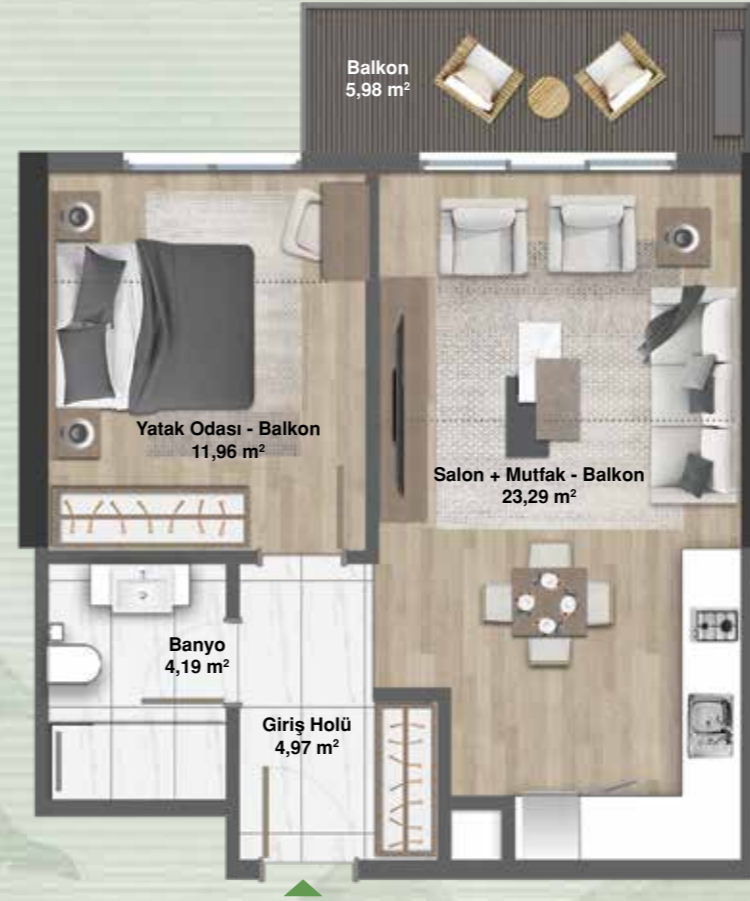 Balkon
5,98 m²
Yatak Odası - Balkon
11,96 m²
Salon + Mutfak - Balkon
23,29 m²
Banyo
4,19 m²
Giriş Holü
4,97 m²